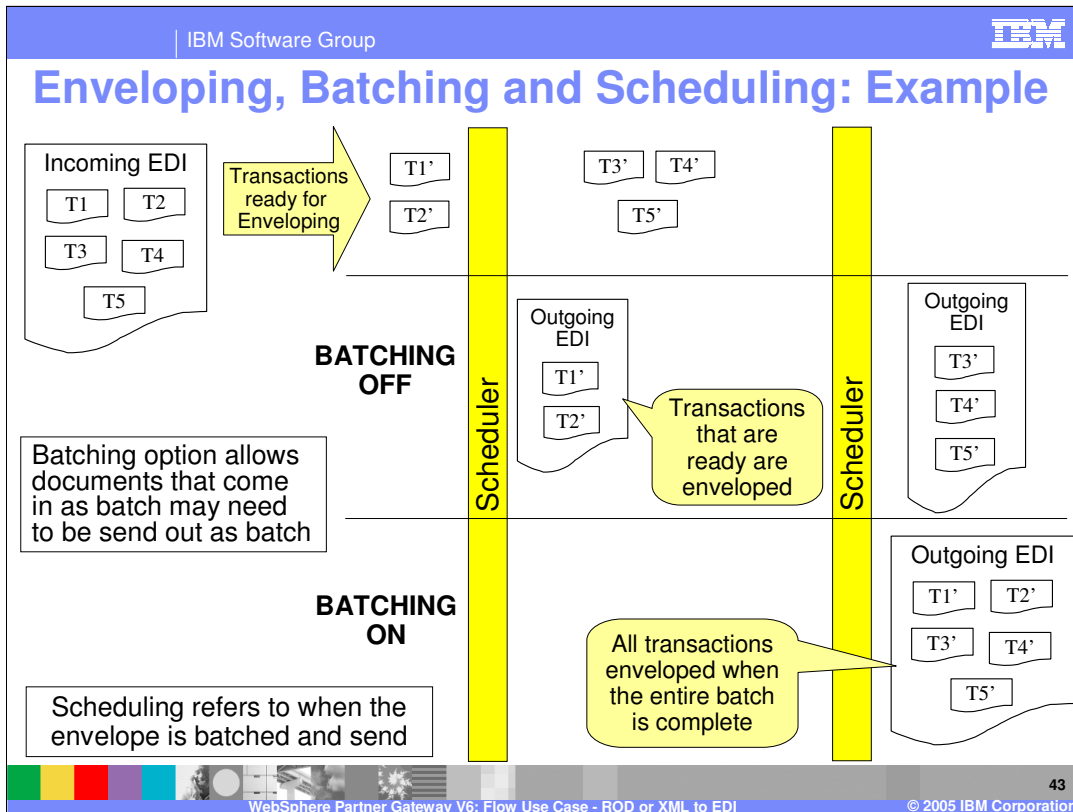 IBM Software Group
IBM
Enveloping, Batching and Scheduling: Example
Incoming EDI
T1
T2
T3
T4
T5
Transactions
ready for
Enveloping
T1’
T2’
T3’
T4’
T5’
BATCHING
OFF
Scheduler
Outgoing
EDI
T1’
T2’
Transactions
that are
ready are
enveloped
Scheduler
Outgoing
EDI
T3’
T4’
T5’
Batching option allows
documents that come
in as batch may need
to be send out as batch
BATCHING
ON
All transactions
enveloped when
the entire batch
is complete
Outgoing EDI
T1’
T2’
T3’
T4’
T5’
Scheduling refers to when the
envelope is batched and send
43
WebSphere Partner Gateway V6: Flow Use Case - ROD or XML to EDI
© 2005 IBM Corporation